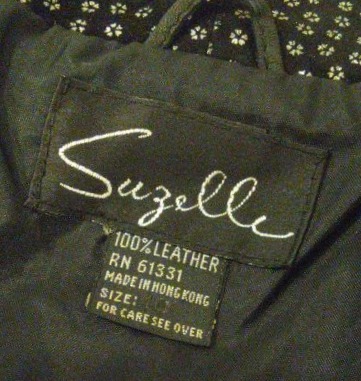 Suzelle
100% LEATHER
RN 61331
MADE IN HONG KONG
SIZE:
FOR CARE SEE OVER